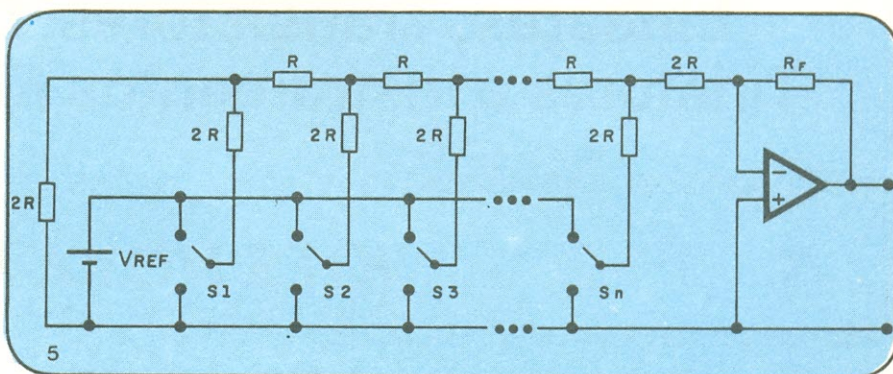 R R R 2R RF
2R 2R 2R 2R
2R
VREF
S1 S2 S3 Sn
- +
5